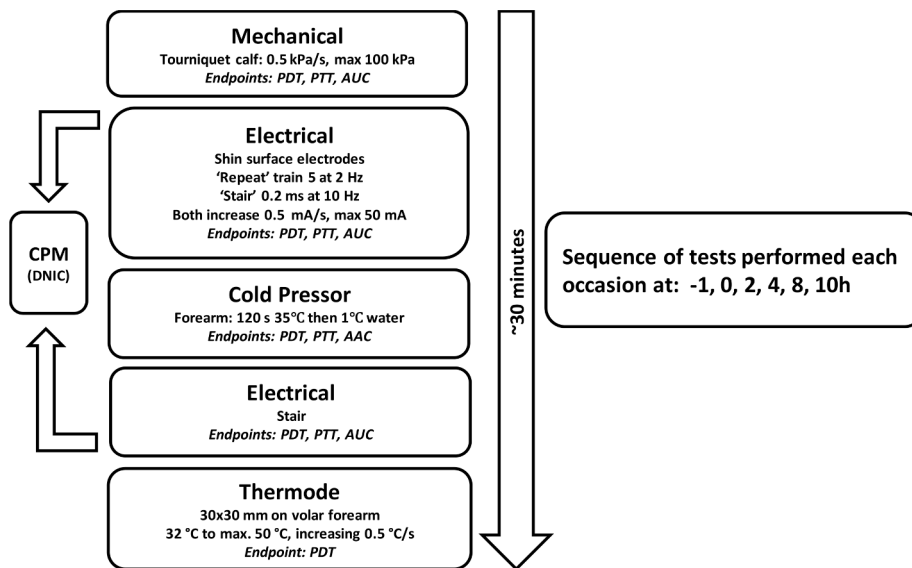 Mechanical
Tourniquet calf: 0.5 kPa/s, max 100 kPa
Endpoints: PDT, PTT, AUC
Electrical
Shin surface electrodes
‘Repeat’ train 5 at 2 Hz
‘Stair’ 0.2 ms at 10 Hz
Both increase 0.5 mA/s, max 50 mA
Endpoints: PDT, PTT, AUC
CPM
(DNIC)
Cold Pressor
Forearm: 120 s 35°C then 1°C water
Endpoints: PDT, PTT, AAC
Electrical
Stair
Endpoints: PDT, PTT, AUC
Thermode
30x30 mm on volar forearm
32 °C to max. 50 °C, increasing 0.5 °C/s
Endpoint: PDT
~30 minutes
Sequence of tests performed each
occasion at: -1, 0, 2, 4, 8, 10h